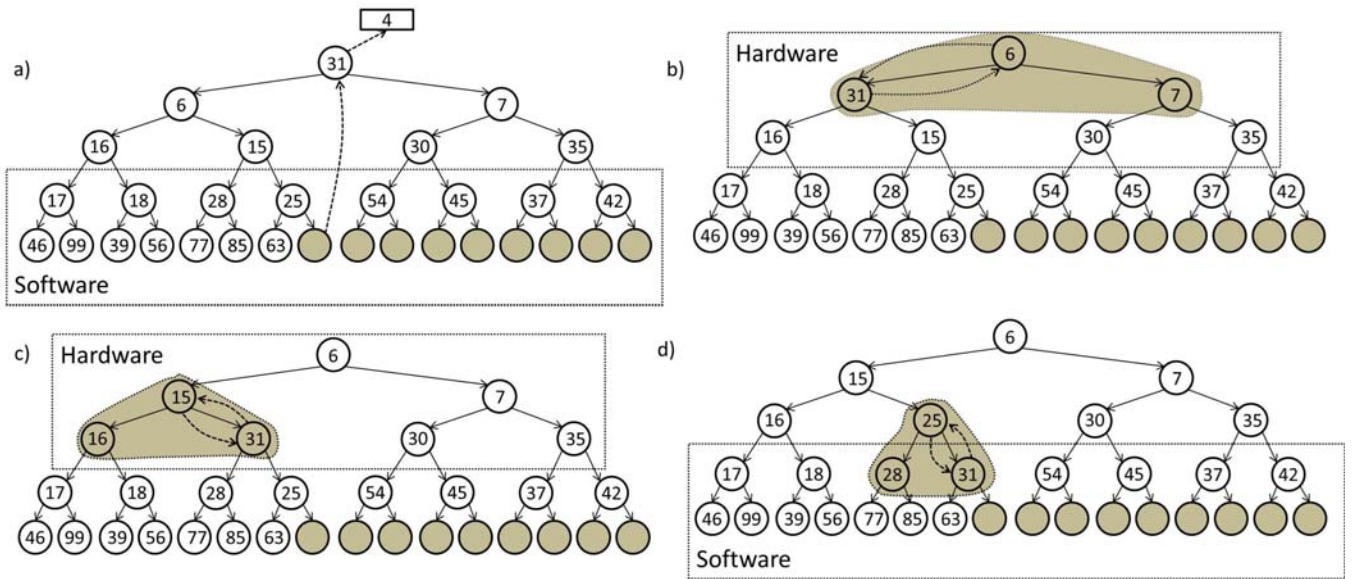 a)
4
31
6 7
16 15 30 35
17 18 28 25 54 45 37 42
46 99 39 56 77 85 63
Software
b)
Hardware
6
31 7
16 15 30 35
17 18 28 25 54 45 37 42
46 99 39 56 77 85 63
c)
Hardware
6
15 7
16 31 30 35
17 18 28 25 54 45 37 42
46 99 39 56 77 85 63
d)
6
15 7
16 25 30 35
17 18 28 31 54 45 37 42
46 99 39 56 77 85 63
Software